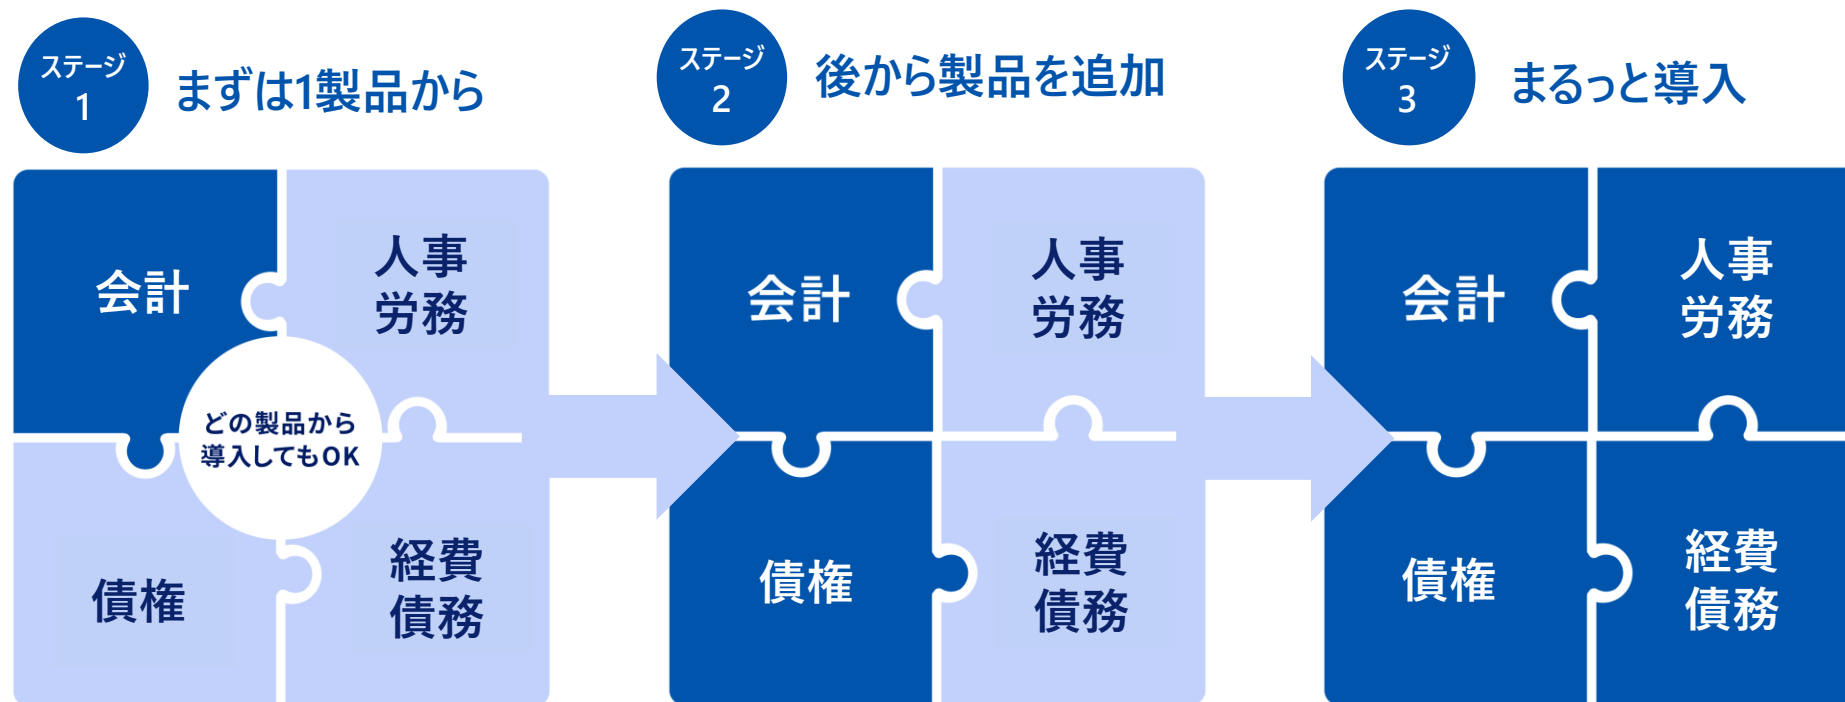 ステージ
1
まずは1製品から
会計
人事
労務
どの製品から
導入してもOK
債権
経費
債務
ステージ
2
後から製品を追加
会計
人事
労務
債権
経費
債務
ステージ
3
まるっと導入
会計
人事
労務
債権
経費
債務